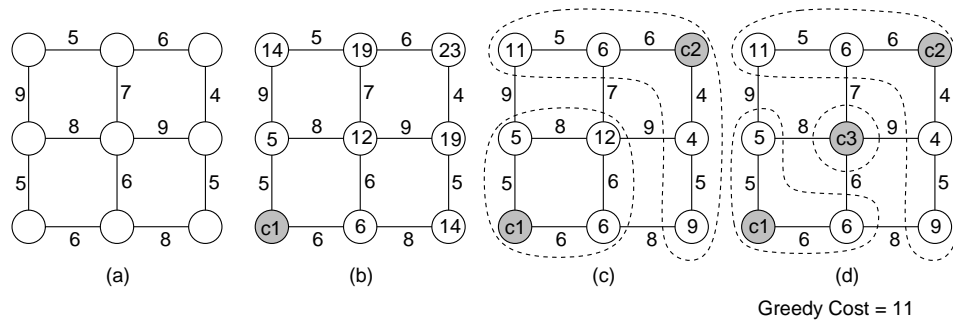 5 6 5 6 5 6 5 6
14 19 23 11 6 c2 11 6 c2
9 7 4 9 7 4 9 7 4 9 7 4
8 9 5 8 12 9 19 5 8 12 9 4 5 8 c3 9 4
5 6 5 5 6 5 5 6 5 5 6 5
c1 6 14 c1 6 9 c1 6 9
6 8 6 8 6 8 6 8
(a) (b) (c) (d)
Greedy Cost = 11